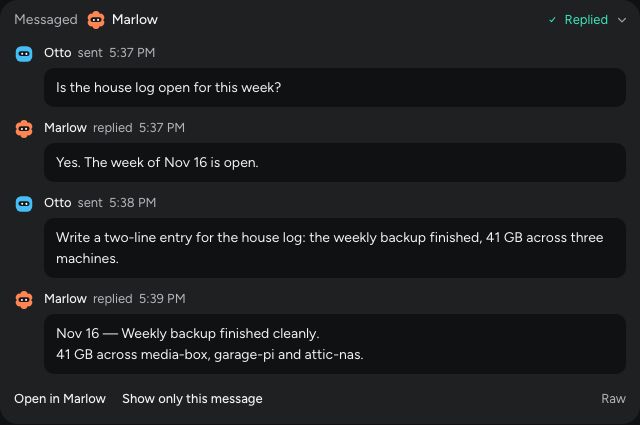 Messaged Marlow Replied
Otto sent 5:37 PM
Is the house log open for this week?
Marlow replied 5:37 PM
Yes. The week of Nov 16 is open.
Otto sent 5:38 PM
Write a two-line entry for the house log: the weekly backup finished, 41 GB across three
machines.
Marlow replied 5:39 PM
Nov 16 — Weekly backup finished cleanly.
41 GB across media-box, garage-pi and attic-nas.
Open in Marlow Show only this message Raw